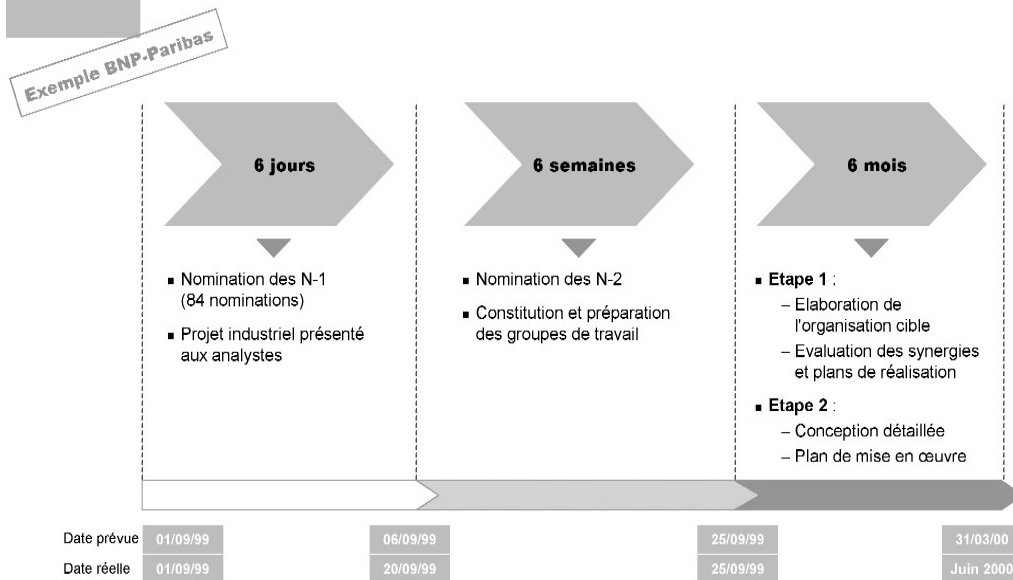 Exemple BNP-Paribas
6 jours
6 semaines
6 mois
▪ Nomination des N-1
(84 nominations)
▪ Projet industriel présenté
aux analystes
▪ Nomination des N-2
▪ Constitution et préparation
des groupes de travail
▪ Etape 1 :
– Elaboration de
l'organisation cible
– Evaluation des synergies
et plans de réalisation
▪ Etape 2 :
– Conception détaillée
– Plan de mise en œuvre
Date prévue 01/09/99 06/09/99 25/09/99 31/03/00
Date réelle 01/09/99 20/09/99 25/09/99 Juin 2000